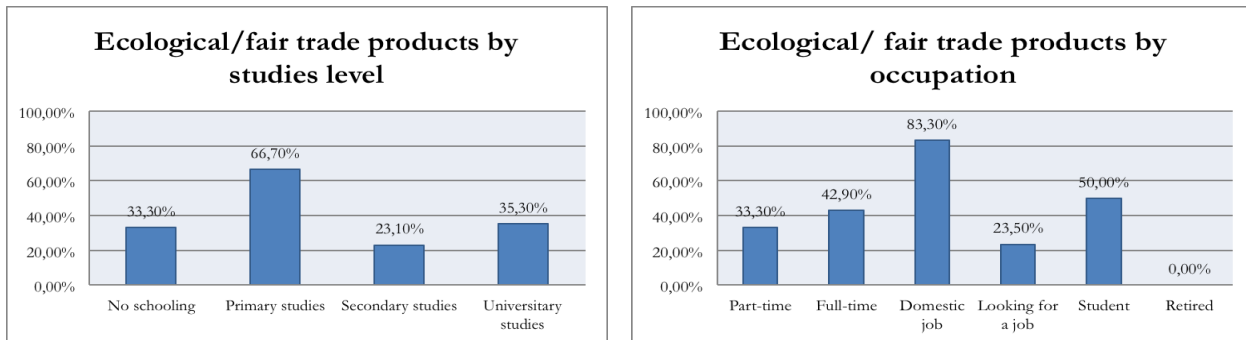 Ecological/fair trade products by
studies level
100,00%
80,00%
60,00%
40,00%
20,00%
0,00%
33,30%
66,70%
23,10%
35,30%
No schooling
Primary studies
Secondary studies
Universitary
studies
Ecological/ fair trade products by
occupation
100,00%
80,00%
60,00%
40,00%
20,00%
0,00%
33,30%
42,90%
83,30%
23,50%
50,00%
0,00%
Part-time
Full-time
Domestic
job
Looking for
a job
Student
Retired